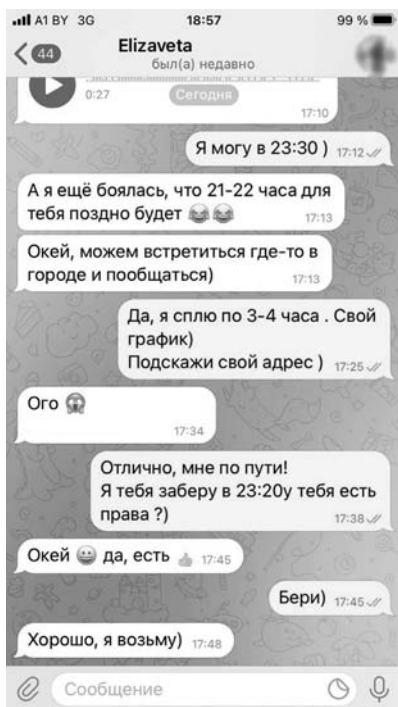 A1 BY 3G 18:57 99 %
44 Elizaveta
был(а) недавно
0:27 Сегодня
17:10
Я могу в 23:30 ) 17:12
А я ещё боялась, что 21-22 часа для
тебя поздно будет 😂😂 17:13
Окей, можем встретиться где-то в
городе и пообщаться) 17:13
Да, я сплю по 3-4 часа . Свой
график)
Подскажи свой адрес ) 17:25
Ого 😱
17:34
Отлично, мне по пути!
Я тебя заберу в 23:20у тебя есть
права ?) 17:38
Окей 😀 да, есть 👍 17:45
Бери) 17:45
Хорошо, я возьму) 17:48
Сообщение